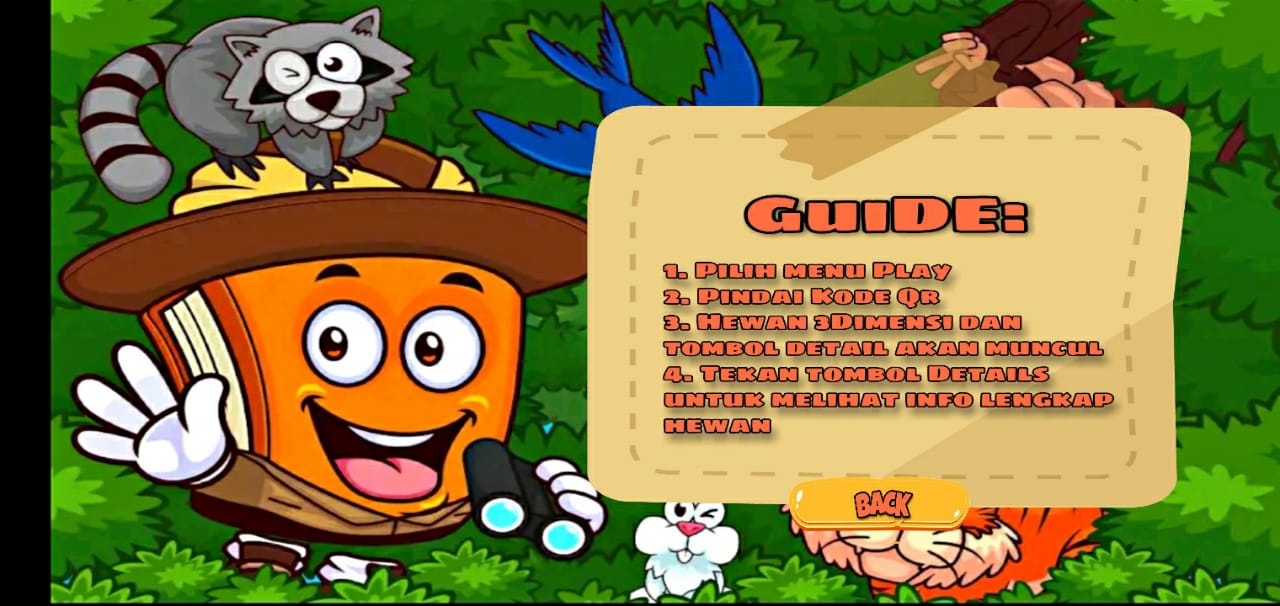 GUIDE:
1. Pilih menu Play
2. Pindai Kode Qr
3. Hewan 3Dimensi dan
tombol detail akan muncul
4. Tekan tombol Details
untuk melihat info lengkap
hewan
BACK